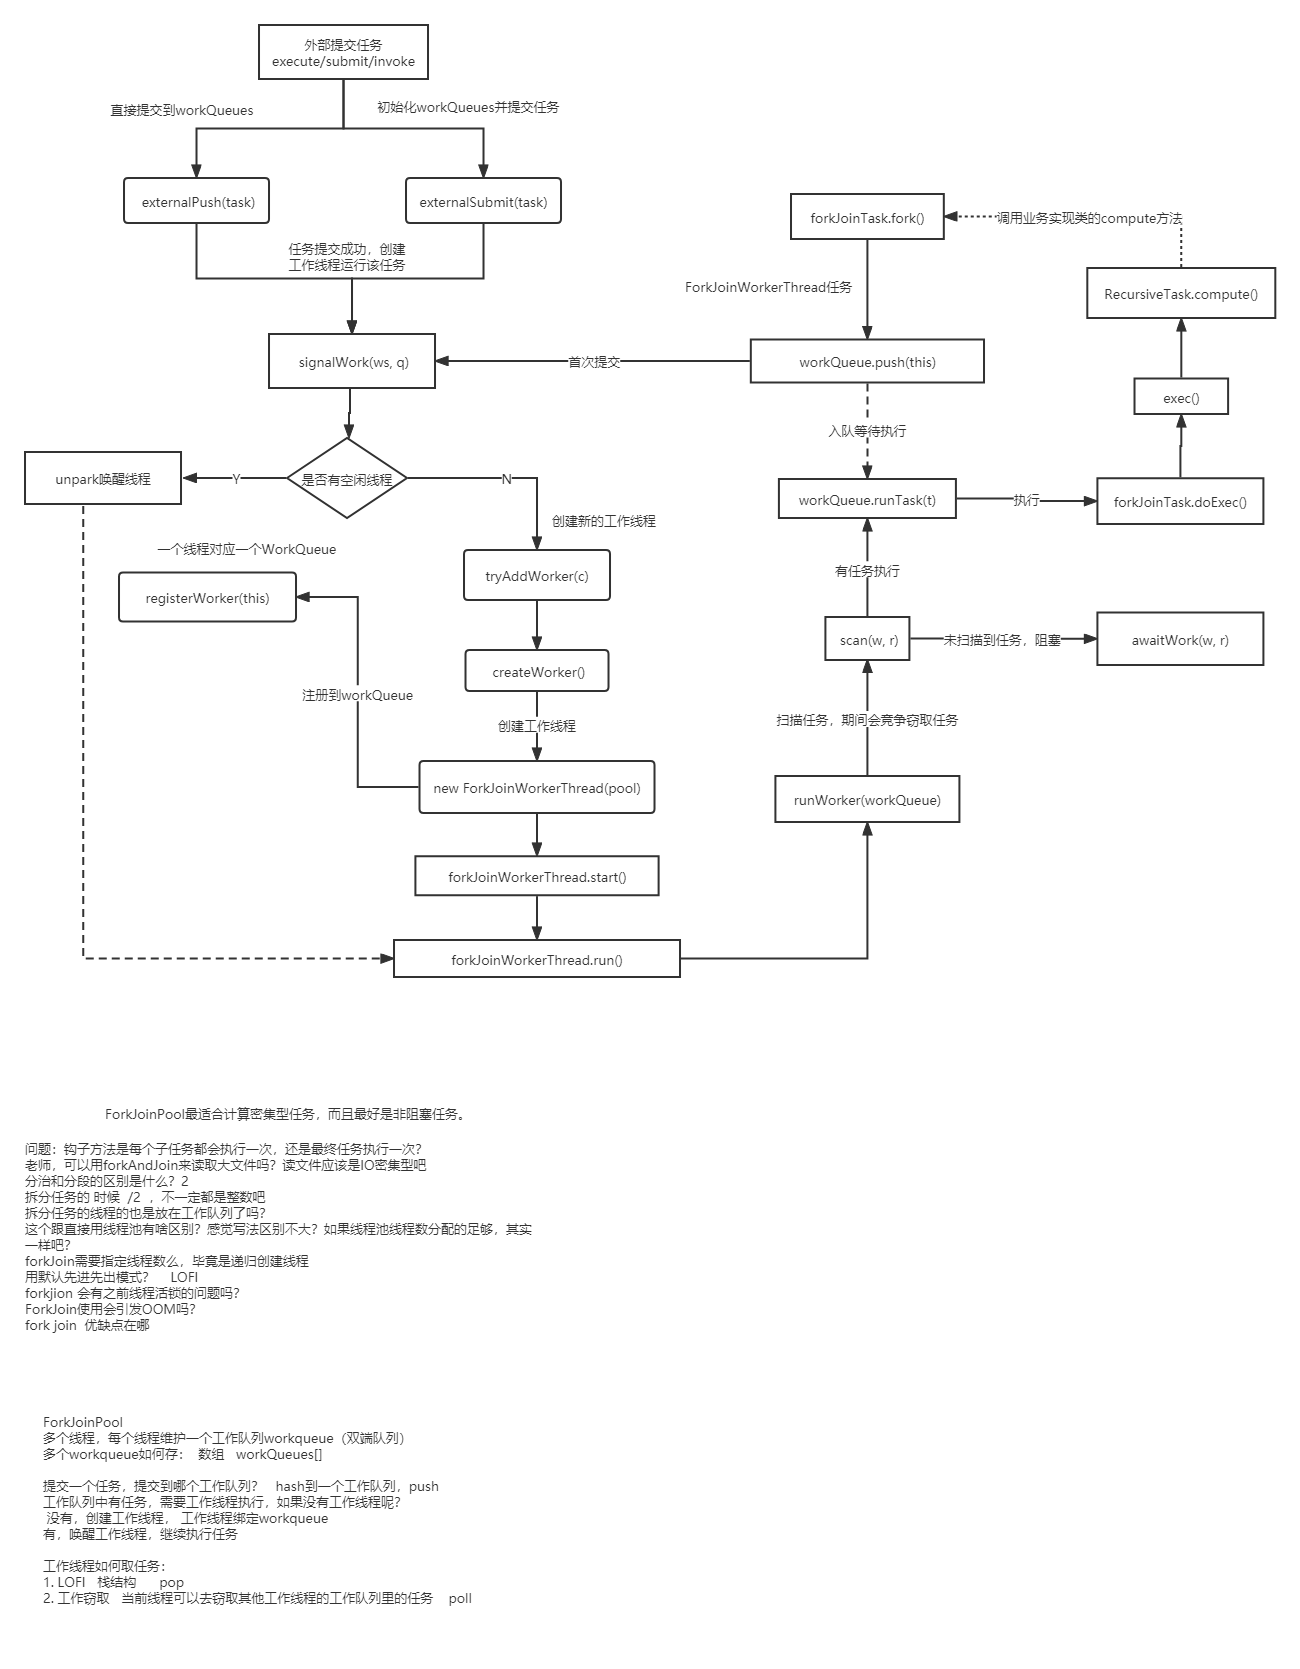 外部提交任务
execute/submit/invoke
直接提交到workQueues
初始化workQueues并提交任务
externalPush(task)
externalSubmit(task)
任务提交成功，创建
工作线程运行该任务
forkJoinTask.fork()
调用业务实现类的compute方法
ForkJoinWorkerThread任务
RecursiveTask.compute()
signalWork(ws, q)
首次提交
workQueue.push(this)
exec()
入队等待执行
unpark唤醒线程
Y
是否有空闲线程
N
workQueue.runTask(t)
执行
forkJoinTask.doExec()
创建新的工作线程
一个线程对应一个WorkQueue
tryAddWorker(c)
有任务执行
registerWorker(this)
scan(w, r)
未扫描到任务，阻塞
awaitWork(w, r)
createWorker()
注册到workQueue
创建工作线程
扫描任务，期间会竞争窃取任务
new ForkJoinWorkerThread(pool)
runWorker(workQueue)
forkJoinWorkerThread.start()
forkJoinWorkerThread.run()
ForkJoinPool最适合计算密集型任务，而且最好是非阻塞任务。
问题：钩子方法是每个子任务都会执行一次，还是最终任务执行一次？
老师，可以用forkAndJoin来读取大文件吗？读文件应该是IO密集型吧
分治和分段的区别是什么？2
拆分任务的 时候 /2 ，不一定都是整数吧
拆分任务的线程的也是放在工作队列了吗？
这个跟直接用线程池有啥区别？感觉写法区别不大？如果线程池线程数分配的足够，其实
一样吧？
forkJoin需要指定线程数么，毕竟是递归创建线程
用默认先进先出模式？ LOFI
forkjion 会有之前线程活锁的问题吗？
ForkJoin使用会引发OOM吗？
fork join 优缺点在哪
ForkJoinPool
多个线程，每个线程维护一个工作队列workqueue（双端队列）
多个workqueue如何存： 数组 workQueues[]
提交一个任务，提交到哪个工作队列？ hash到一个工作队列，push
工作队列中有任务，需要工作线程执行，如果没有工作线程呢？
没有，创建工作线程， 工作线程绑定workqueue
有，唤醒工作线程，继续执行任务
工作线程如何取任务：
1. LOFI 栈结构 pop
2. 工作窃取 当前线程可以去窃取其他工作线程的工作队列里的任务 poll